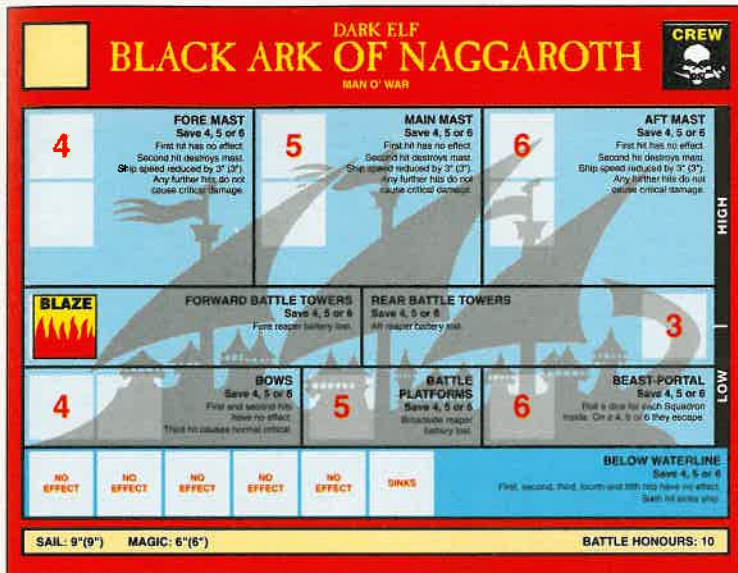 DARK ELF
BLACK ARK OF NAGGAROTH
MAN O' WAR
CREW
4
FORE MAST
Save 4, 5 or 6
First hit has no effect.
Second hit destroys mast.
Ship speed reduced by 3" (3").
Any further hits do not
cause critical damage.
5
MAIN MAST
Save 4, 5 or 6
First hit has no effect.
Second hit destroys mast.
Ship speed reduced by 3" (3").
Any further hits do not
cause critical damage.
6
AFT MAST
Save 4, 5 or 6
First hit has no effect.
Second hit destroys mast.
Ship speed reduced by 3" (3").
Any further hits do not
cause critical damage.
HIGH
BLAZE
FORWARD BATTLE TOWERS
Save 4, 5 or 6
Fore reaper battery lost.
REAR BATTLE TOWERS
Save 4, 5 or 6
Aft reaper battery lost.
3
LOW
4
BOWS
Save 4, 5 or 6
First and second hits
have no effect.
Third hit causes normal critical.
5
BATTLE
PLATFORMS
Save 4, 5 or 6
Broadside reaper
battery lost.
6
BEAST-PORTAL
Save 4, 5 or 6
Roll a dice for each Squadron
inside. On a 4, 5 or 6 they escape.
NO EFFECT
NO EFFECT
NO EFFECT
NO EFFECT
NO EFFECT
SINKS
BELOW WATERLINE
Save 4, 5 or 6
First, second, third, fourth and fifth hits have no effect.
Sixth hit sinks ship.
SAIL: 9"(9") MAGIC: 6"(6") BATTLE HONOURS: 10